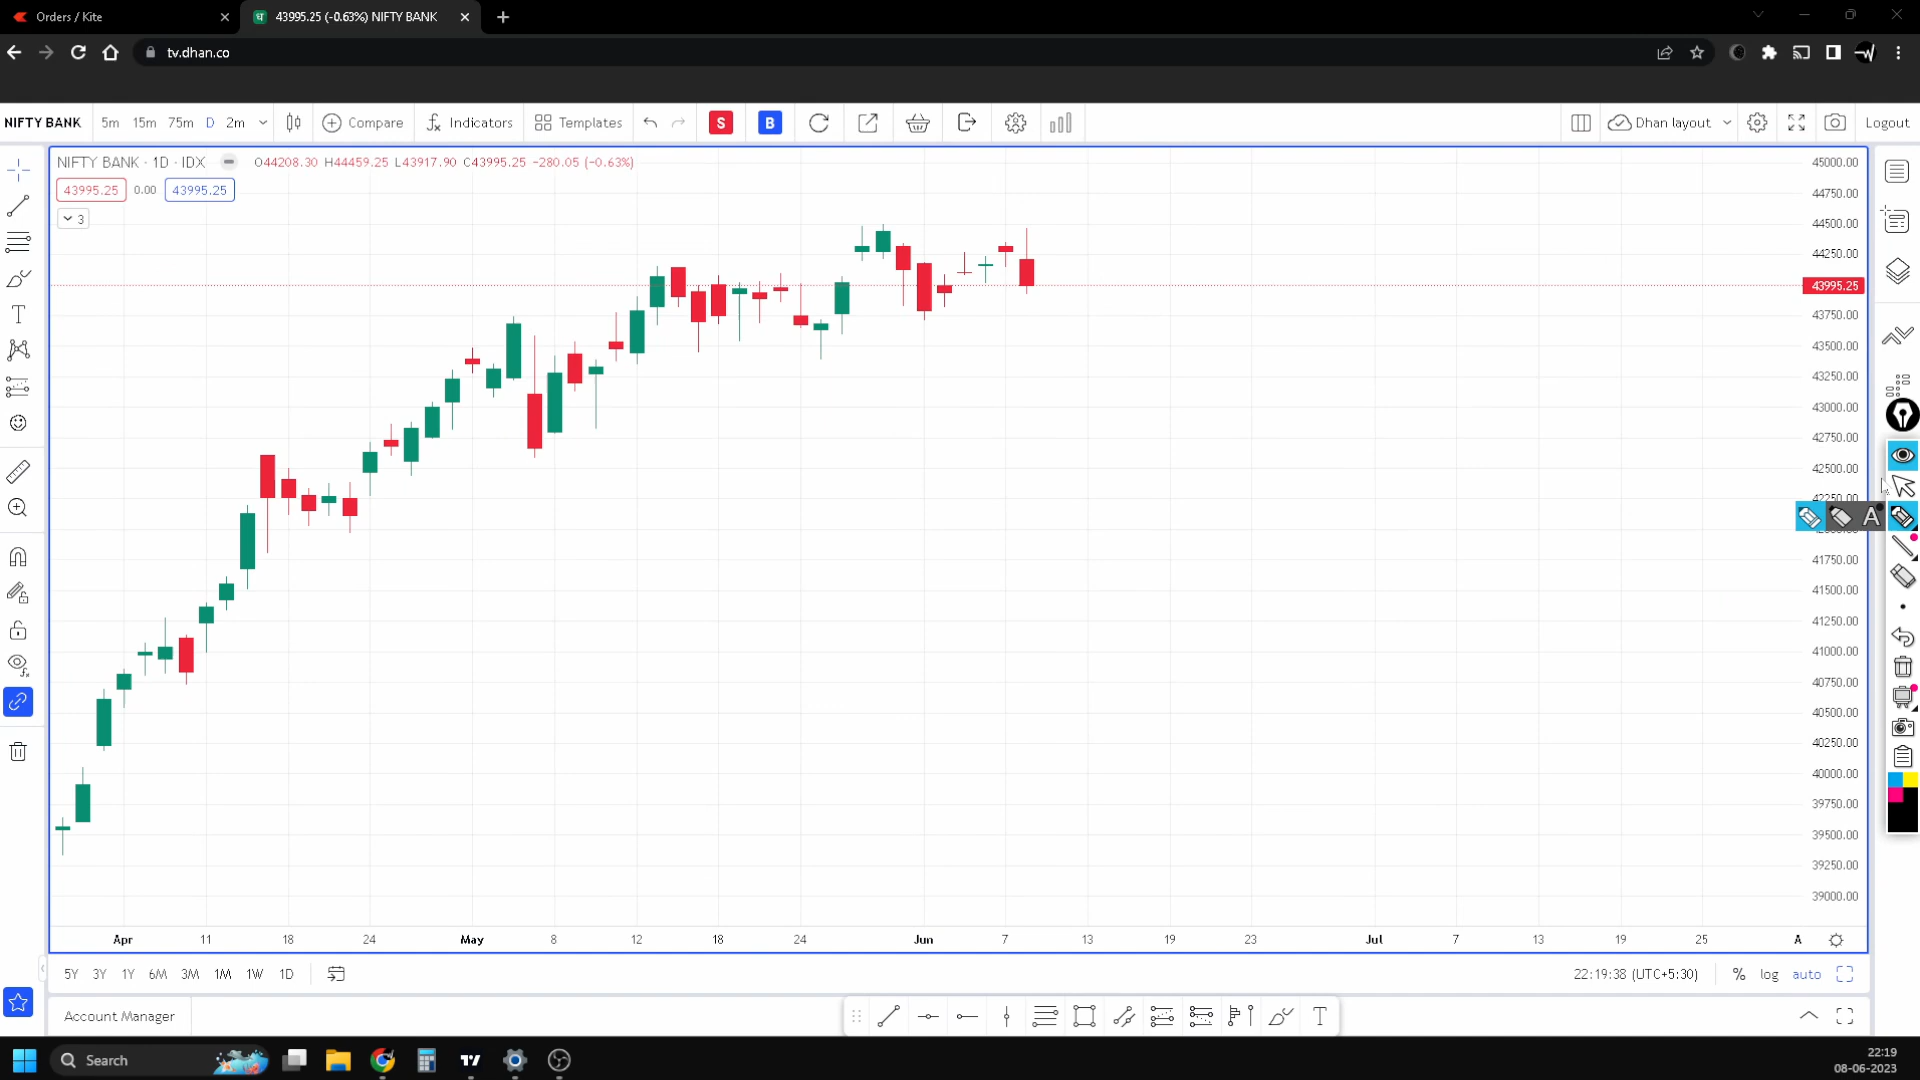 Orders / Kite
ध 43995.25 (-0.63%) NIFTY BANK
tv.dhan.co
NIFTY BANK 5m 15m 75m D 2m Compare Indicators Templates S B Dhan layout Logout
NIFTY BANK · 1D · IDX O44208.30 H44459.25 L43917.90 C43995.25 -280.05 (-0.63%)
43995.25 0.00 43995.25
3
45000.00
44750.00
44500.00
44250.00
43995.25
43750.00
43500.00
43250.00
43000.00
42750.00
42500.00
42250.00
A
41750.00
41500.00
41250.00
41000.00
40750.00
40500.00
40250.00
40000.00
39750.00
39500.00
39250.00
39000.00
Apr 11 18 24 May 8 12 18 24 Jun 7 13 19 23 Jul 7 13 19 25 A
5Y 3Y 1Y 6M 3M 1M 1W 1D 22:19:38 (UTC+5:30) % log auto
Account Manager
Search
22:19
08-06-2023